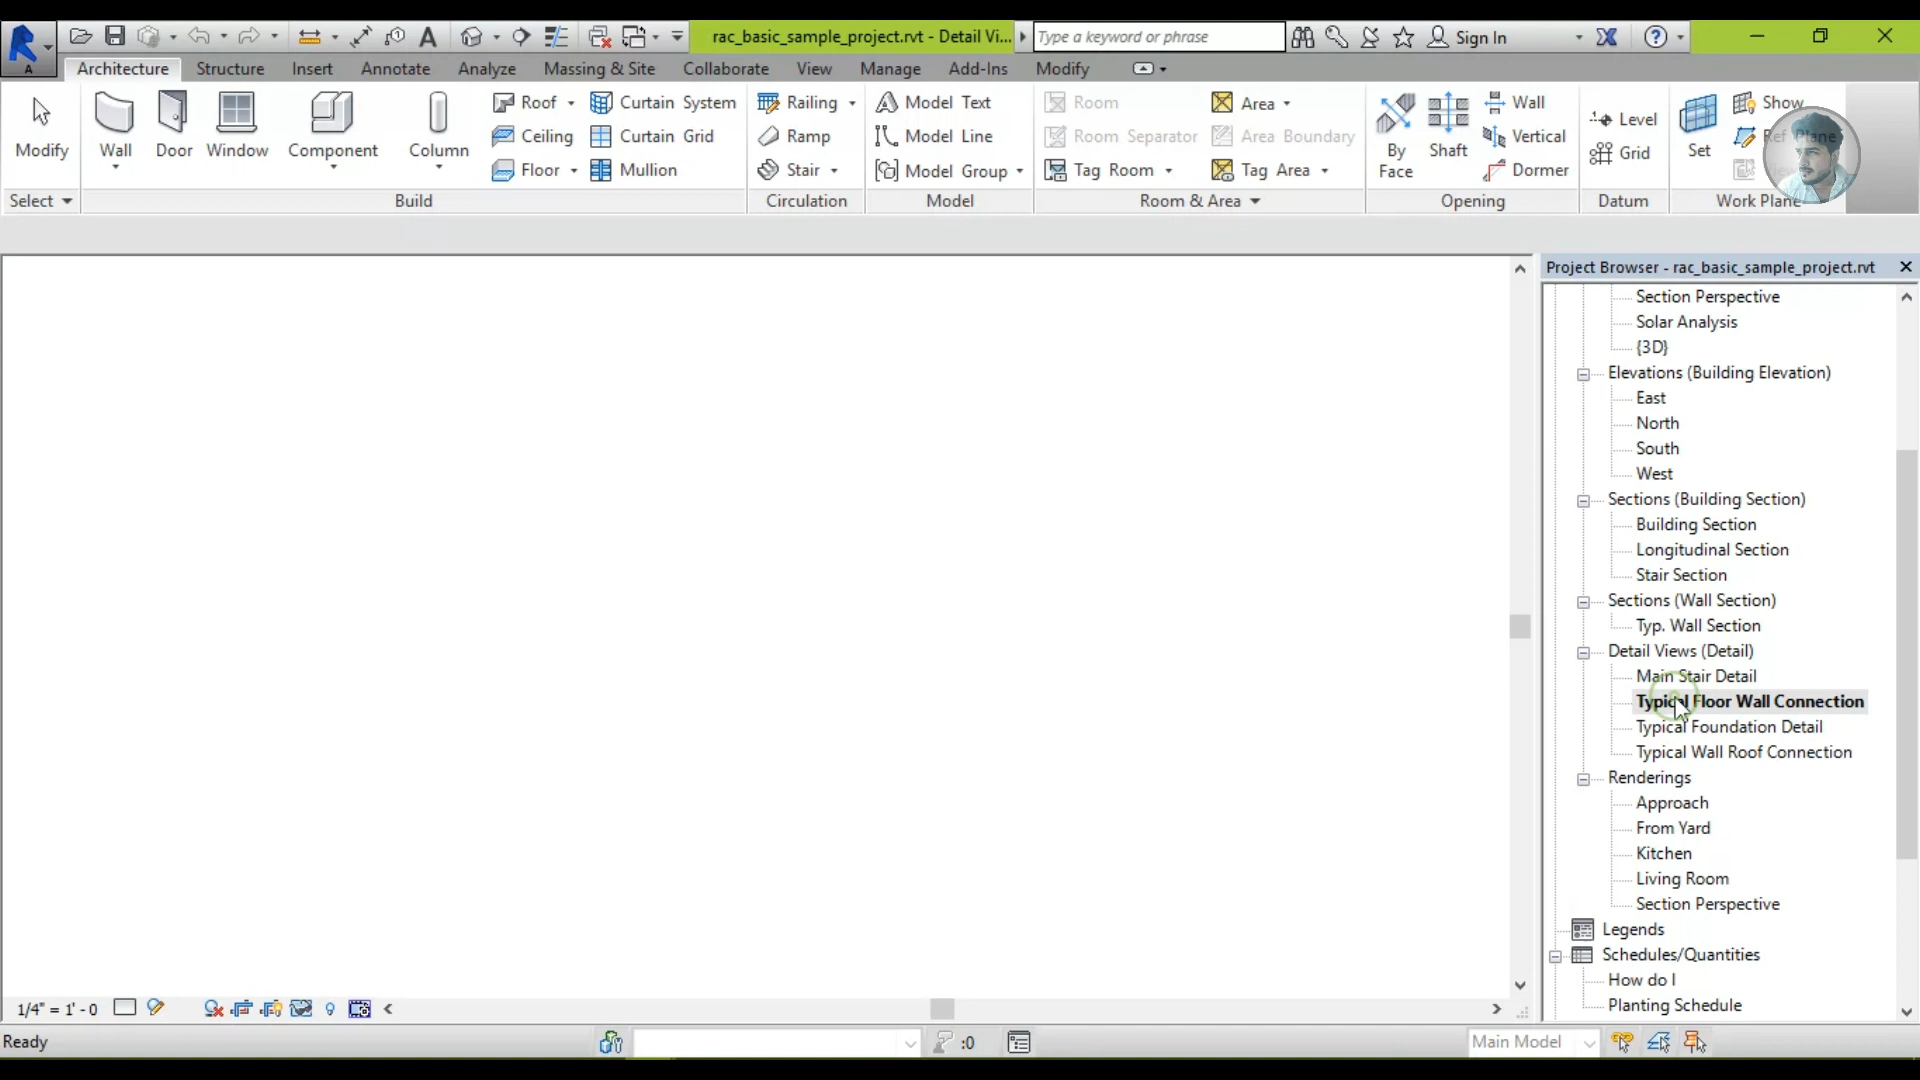 rac_basic_sample_project.rvt - Detail Vi...
Type a keyword or phrase
Sign In
A
Architecture Structure Insert Annotate Analyze Massing & Site Collaborate View Manage Add-Ins Modify
Modify
Wall
Door
Window
Component
Column
Roof
Ceiling
Floor
Curtain System
Curtain Grid
Mullion
Railing
Ramp
Stair
Model Text
Model Line
Model Group
Room
Room Separator
Tag Room
Area
Area Boundary
Tag Area
By Face
Shaft
Wall
Vertical
Dormer
Level
Grid
Set
Show
Ref Plane
Select
Build
Circulation
Model
Room & Area
Opening
Datum
Work Plane
Project Browser - rac_basic_sample_project.rvt
Section Perspective
Solar Analysis
{3D}
Elevations (Building Elevation)
East
North
South
West
Sections (Building Section)
Building Section
Longitudinal Section
Stair Section
Sections (Wall Section)
Typ. Wall Section
Detail Views (Detail)
Main Stair Detail
Typical Floor Wall Connection
Typical Foundation Detail
Typical Wall Roof Connection
Renderings
Approach
From Yard
Kitchen
Living Room
Section Perspective
Legends
Schedules/Quantities
How do I
Planting Schedule
1/4" = 1' - 0
Ready
:0
Main Model